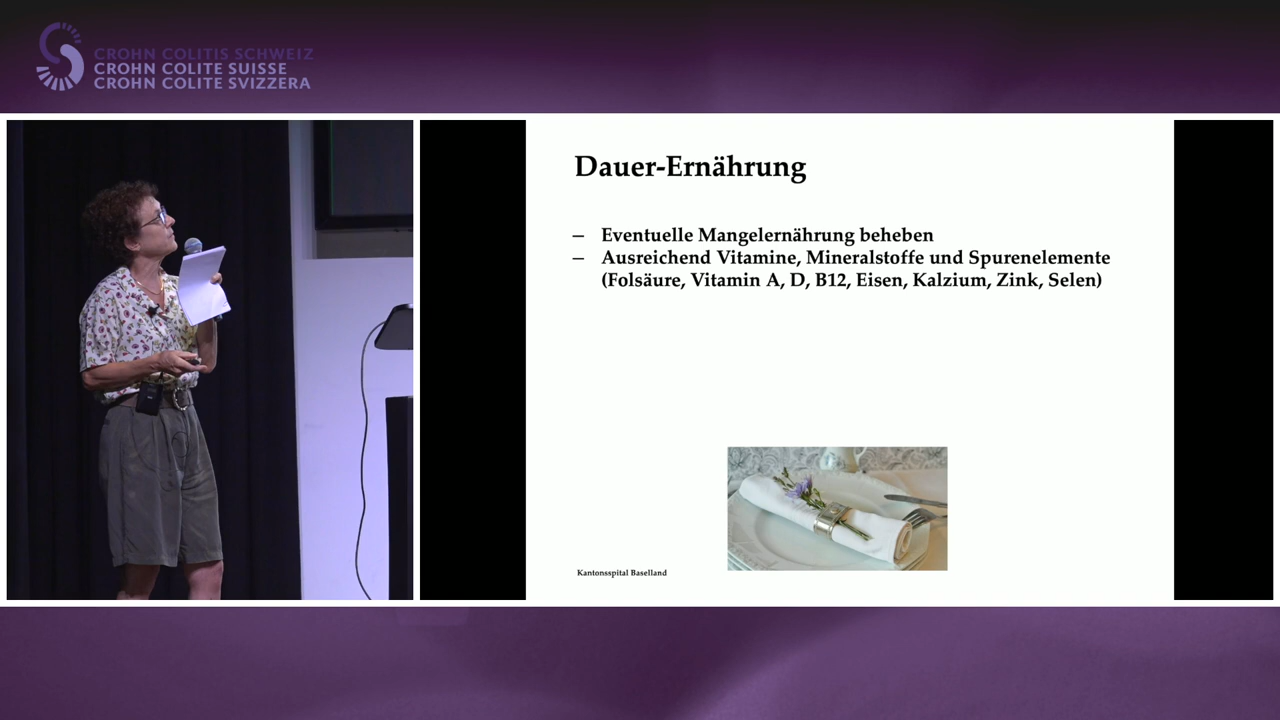 CROHN COLITIS SCHWEIZ
CROHN COLITE SUISSE
CROHN COLITE SVIZZERA
Dauer-Ernährung
– Eventuelle Mangelernährung beheben
– Ausreichend Vitamine, Mineralstoffe und Spurenelemente
(Folsäure, Vitamin A, D, B12, Eisen, Kalzium, Zink, Selen)
Kantonsspital Baselland